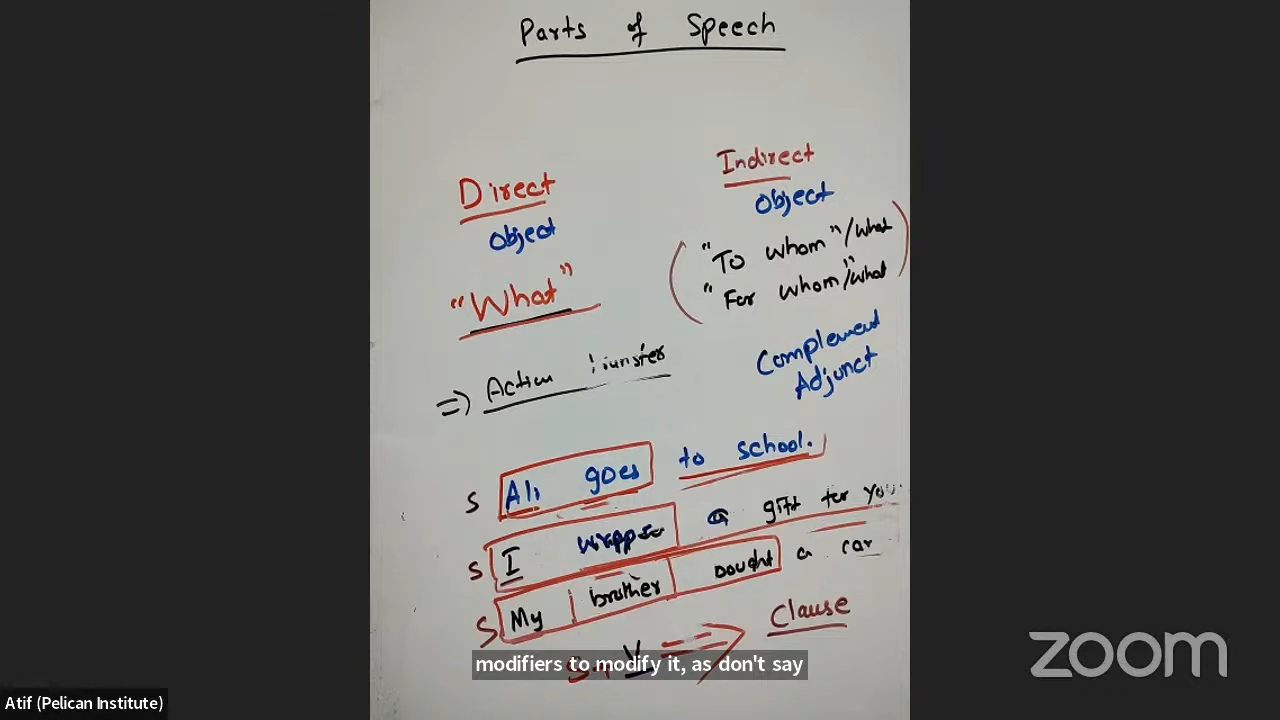 Parts of Speech
Direct
Object
"What"
Indirect
Object
"To whom"/what
"For whom"/what
=> Action transfer
Complement
Adjunct
S Ali goes to school.
S I a gift for you.
S My brother bought a car
S + V => Clause
modifiers to modify it, as don't say
Atif (Pelican Institute)
zoom